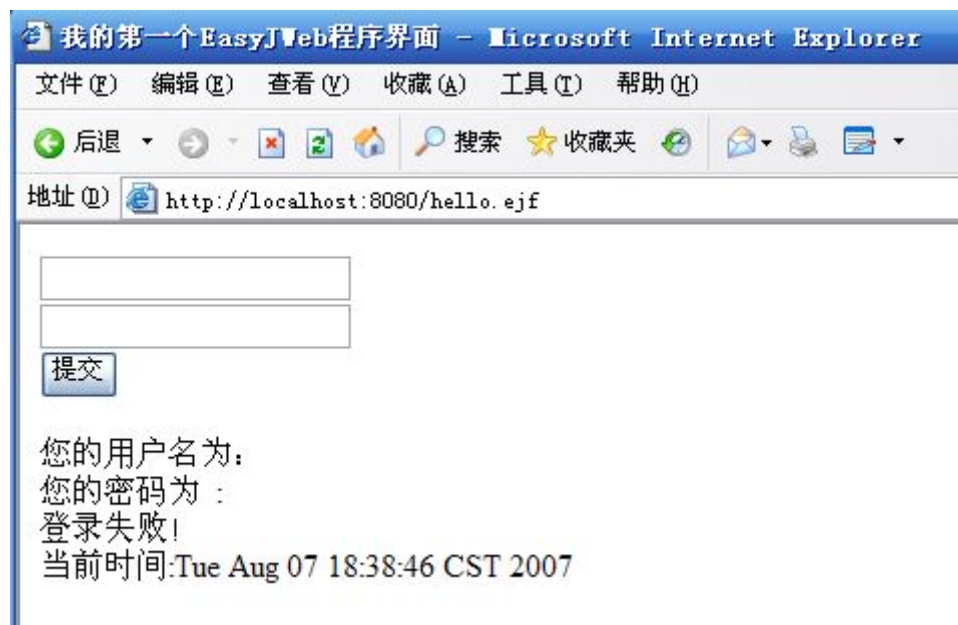 我的第一个EasyJWeb程序界面 - Microsoft Internet Explorer
文件(F) 编辑(E) 查看(V) 收藏(A) 工具(T) 帮助(H)
后退 搜索 收藏夹
地址(D) http://localhost:8080/hello.ejf
提交
您的用户名为:
您的密码为 :
登录失败!
当前时间:Tue Aug 07 18:38:46 CST 2007